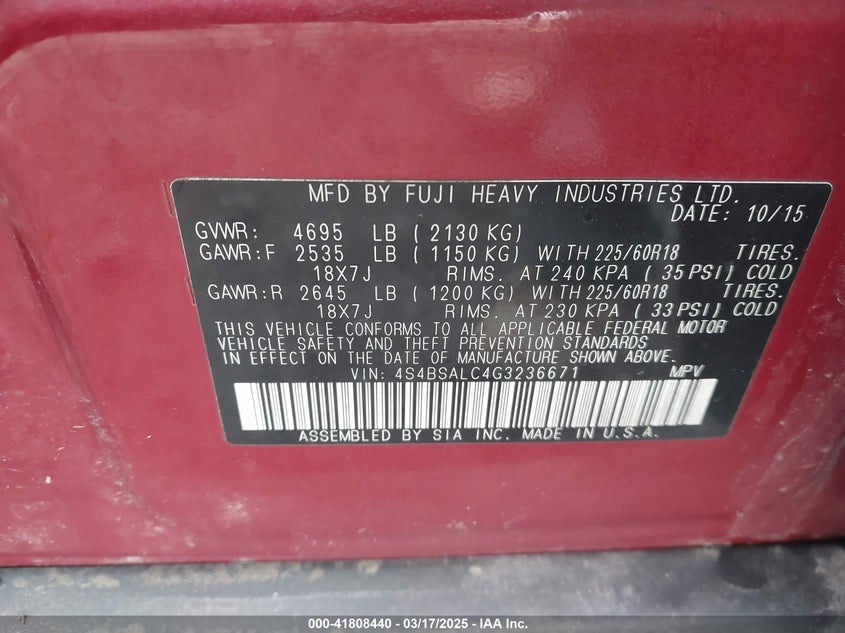 MFD BY FUJI HEAVY INDUSTRIES LTD.
DATE: 10/15
GVWR: 4695 LB ( 2130 KG)
GAWR:F 2535 LB ( 1150 KG) WITH 225/60R18 TIRES.
18X7J RIMS. AT 240 KPA ( 35 PSI) COLD
GAWR:R 2645 LB ( 1200 KG) WITH 225/60R18 TIRES.
18X7J RIMS. AT 230 KPA ( 33 PSI) COLD
THIS VEHICLE CONFORMS TO ALL APPLICABLE FEDERAL MOTOR
VEHICLE SAFETY AND THEFT PREVENTION STANDARDS
IN EFFECT ON THE DATE OF MANUFACTURE SHOWN ABOVE.
VIN: 4S4BSALC4G3236671 MPV
ASSEMBLED BY SIA INC. MADE IN U.S.A.
000-41808440 - 03/17/2025 - IAA Inc.